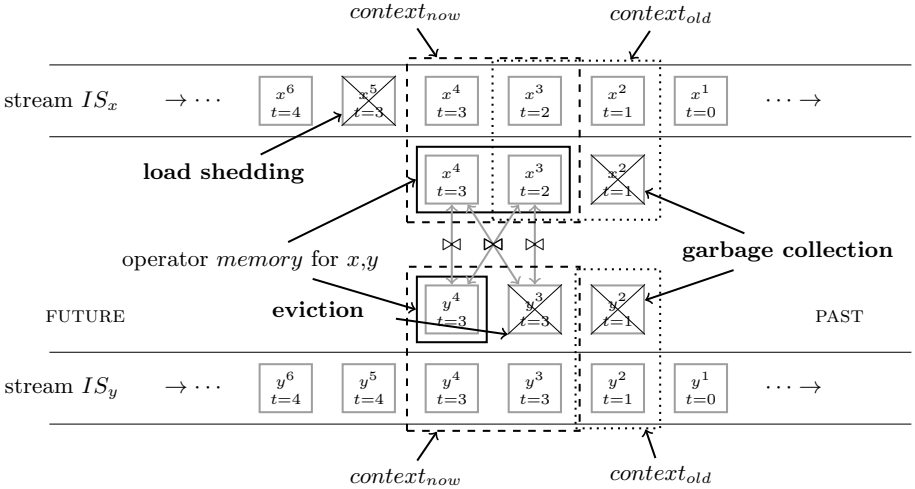 context_now context_old
stream IS_x → ··· x^6 t=4 x^5 t=3 x^4 t=3 x^3 t=2 x^2 t=1 x^1 t=0 ··· →
load shedding x^4 t=3 x^3 t=2 x^2 t=1
⋈ ⋈ ⋈ garbage collection
operator memory for x,y
eviction y^4 t=3 y^3 t=3 y^2 t=1
FUTURE PAST
stream IS_y → ··· y^6 t=4 y^5 t=4 y^4 t=3 y^3 t=3 y^2 t=1 y^1 t=0 ··· →
context_now context_old